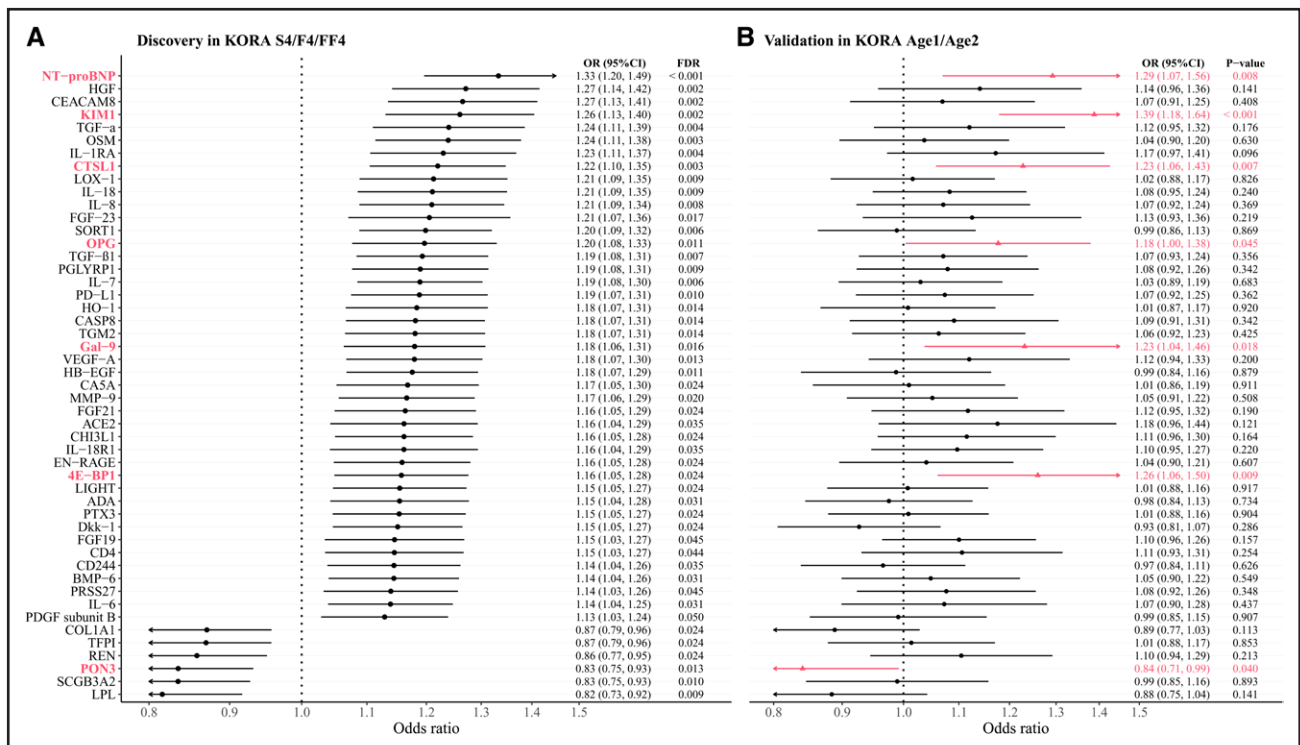 A Discovery in KORA S4/F4/FF4 B Validation in KORA Age1/Age2
OR (95%CI) FDR OR (95%CI) P−value
NT−proBNP 1.33 (1.20, 1.49) < 0.001 1.29 (1.07, 1.56) 0.008
HGF 1.27 (1.14, 1.42) 0.002 1.14 (0.96, 1.36) 0.141
CEACAM8 1.27 (1.13, 1.41) 0.002 1.07 (0.91, 1.25) 0.408
KIM1 1.26 (1.13, 1.40) 0.002 1.39 (1.18, 1.64) < 0.001
TGF−a 1.24 (1.11, 1.39) 0.004 1.12 (0.95, 1.32) 0.176
OSM 1.24 (1.11, 1.38) 0.003 1.04 (0.90, 1.20) 0.630
IL−1RA 1.23 (1.11, 1.37) 0.004 1.17 (0.97, 1.41) 0.096
CTSL1 1.22 (1.10, 1.35) 0.003 1.23 (1.06, 1.43) 0.007
LOX−1 1.21 (1.09, 1.35) 0.009 1.02 (0.88, 1.17) 0.826
IL−18 1.21 (1.09, 1.35) 0.009 1.08 (0.95, 1.24) 0.240
IL−8 1.21 (1.09, 1.34) 0.008 1.07 (0.92, 1.24) 0.369
FGF−23 1.21 (1.07, 1.36) 0.017 1.13 (0.93, 1.36) 0.219
SORT1 1.20 (1.09, 1.32) 0.006 0.99 (0.86, 1.13) 0.869
OPG 1.20 (1.08, 1.33) 0.011 1.18 (1.00, 1.38) 0.045
TGF−β1 1.19 (1.08, 1.31) 0.007 1.07 (0.93, 1.24) 0.356
PGLYRP1 1.19 (1.08, 1.31) 0.009 1.08 (0.92, 1.26) 0.342
IL−7 1.19 (1.08, 1.30) 0.006 1.03 (0.89, 1.19) 0.683
PD−L1 1.19 (1.07, 1.31) 0.010 1.07 (0.92, 1.25) 0.362
HO−1 1.18 (1.07, 1.31) 0.014 1.01 (0.87, 1.17) 0.920
CASP8 1.18 (1.07, 1.31) 0.014 1.09 (0.91, 1.31) 0.342
TGM2 1.18 (1.07, 1.31) 0.014 1.06 (0.92, 1.23) 0.425
Gal−9 1.18 (1.06, 1.31) 0.016 1.23 (1.04, 1.46) 0.018
VEGF−A 1.18 (1.07, 1.30) 0.013 1.12 (0.94, 1.33) 0.200
HB−EGF 1.18 (1.07, 1.29) 0.011 0.99 (0.84, 1.16) 0.879
CA5A 1.17 (1.05, 1.30) 0.024 1.01 (0.86, 1.19) 0.911
MMP−9 1.17 (1.06, 1.29) 0.020 1.05 (0.91, 1.22) 0.508
FGF21 1.16 (1.05, 1.29) 0.024 1.12 (0.95, 1.32) 0.190
ACE2 1.16 (1.04, 1.29) 0.035 1.18 (0.96, 1.44) 0.121
CHI3L1 1.16 (1.05, 1.28) 0.024 1.11 (0.96, 1.30) 0.164
IL−18R1 1.16 (1.04, 1.29) 0.035 1.10 (0.95, 1.27) 0.220
EN−RAGE 1.16 (1.05, 1.28) 0.024 1.04 (0.90, 1.21) 0.607
4E−BP1 1.16 (1.05, 1.28) 0.024 1.26 (1.06, 1.50) 0.009
LIGHT 1.15 (1.05, 1.27) 0.024 1.01 (0.88, 1.16) 0.917
ADA 1.15 (1.04, 1.28) 0.031 0.98 (0.84, 1.13) 0.734
PTX3 1.15 (1.05, 1.27) 0.024 1.01 (0.88, 1.16) 0.904
Dkk−1 1.15 (1.05, 1.27) 0.024 0.93 (0.81, 1.07) 0.286
FGF19 1.15 (1.03, 1.27) 0.045 1.10 (0.96, 1.26) 0.157
CD4 1.15 (1.03, 1.27) 0.044 1.11 (0.93, 1.31) 0.254
CD244 1.14 (1.04, 1.26) 0.035 0.97 (0.84, 1.11) 0.626
BMP−6 1.14 (1.04, 1.26) 0.031 1.05 (0.90, 1.22) 0.549
PRSS27 1.14 (1.03, 1.26) 0.045 1.08 (0.92, 1.26) 0.348
IL−6 1.14 (1.04, 1.25) 0.031 1.07 (0.90, 1.28) 0.437
PDGF subunit B 1.13 (1.03, 1.24) 0.050 0.99 (0.85, 1.15) 0.907
COL1A1 0.87 (0.79, 0.96) 0.024 0.89 (0.77, 1.03) 0.113
TFPI 0.87 (0.79, 0.96) 0.024 1.01 (0.88, 1.17) 0.853
REN 0.86 (0.77, 0.95) 0.024 1.10 (0.94, 1.29) 0.213
PON3 0.83 (0.75, 0.93) 0.013 0.84 (0.71, 0.99) 0.040
SCGB3A2 0.83 (0.75, 0.93) 0.010 0.99 (0.85, 1.16) 0.893
LPL 0.82 (0.73, 0.92) 0.009 0.88 (0.75, 1.04) 0.141
0.8 0.9 1.0 1.1 1.2 1.3 1.4 1.5 0.8 0.9 1.0 1.1 1.2 1.3 1.4 1.5
Odds ratio Odds ratio